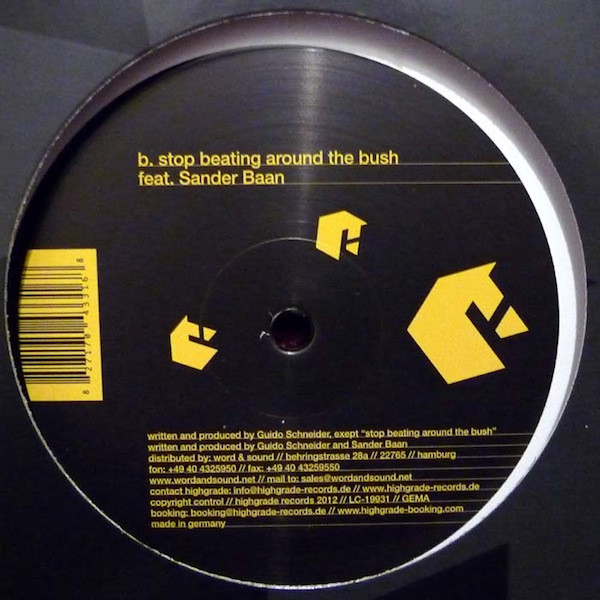 b. stop beating around the bush
feat. Sander Baan
8 27170 43316 8
written and produced by Guido Schneider, exept "stop beating around the bush"
written and produced by Guido Schneider and Sander Baan
distributed by: word & sound // behringstrasse 28a // 22765 // hamburg
fon: +49 40 4325950 // fax: +49 40 43259550
www.wordandsound.net // mail to: sales@wordandsound.net
contact highgrade: info@highgrade-records.de // www.highgrade-records.de
copyright control // highgrade records 2012 // LC-19931 // GEMA
booking: booking@highgrade-records.de // www.highgrade-booking.com
made in germany